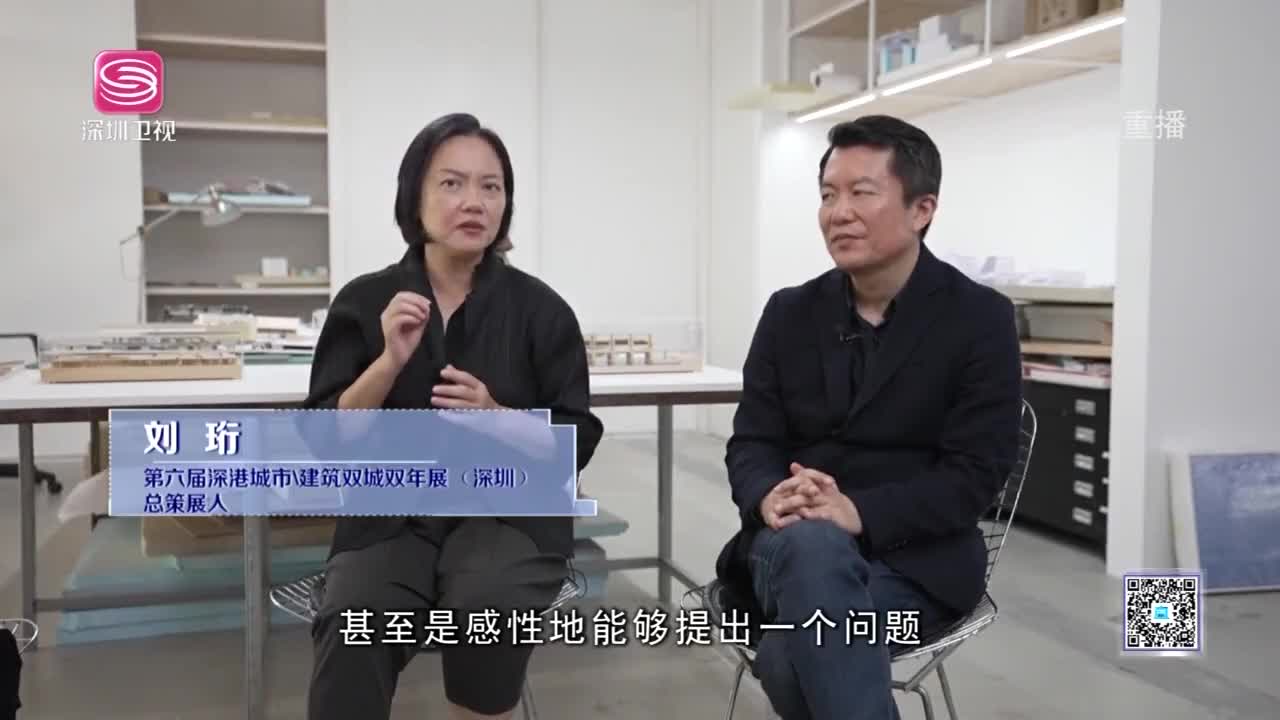 深圳卫视
重播
刘 珩
第六届深港城市\建筑双城双年展（深圳）
总策展人
甚至是感性地能够提出一个问题